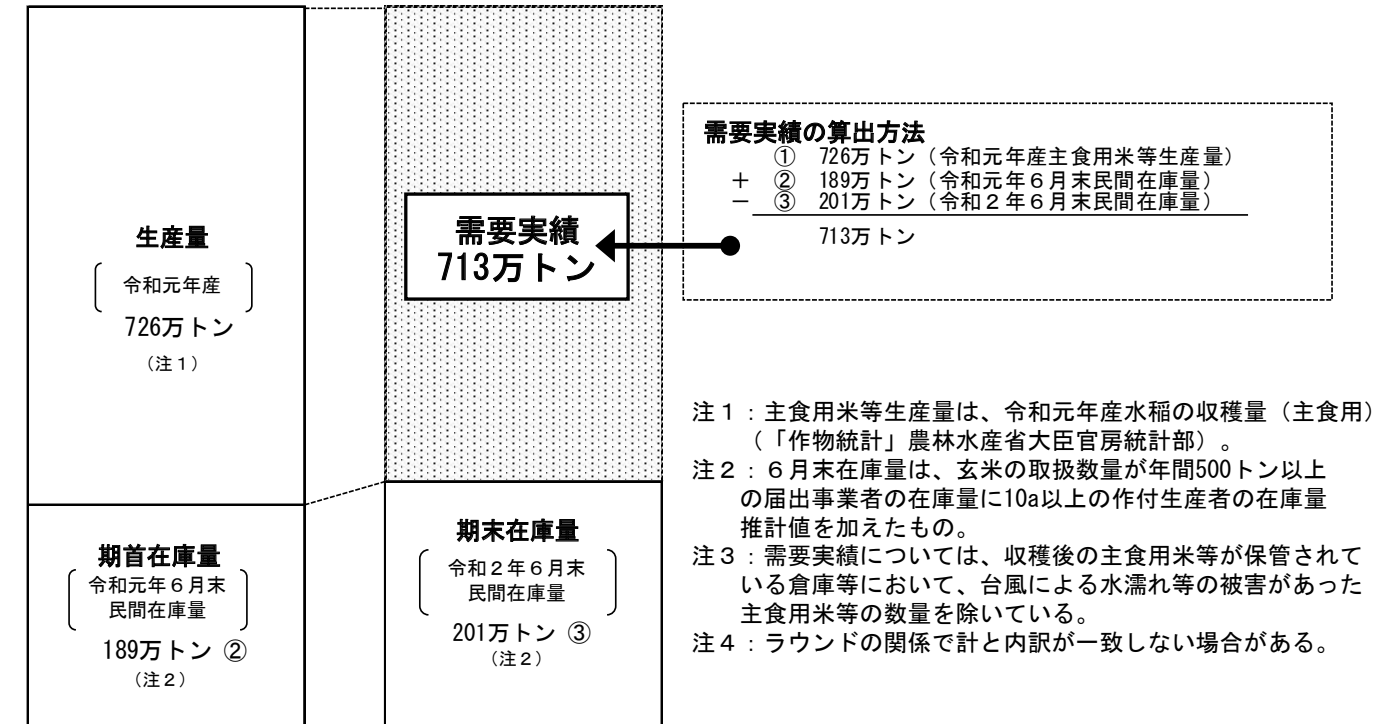 生産量
令和元年産
726万トン
（注１）
期首在庫量
令和元年６月末
民間在庫量
189万トン ②
（注２）
需要実績
713万トン
期末在庫量
令和２年６月末
民間在庫量
201万トン ③
（注２）
需要実績の算出方法
① 726万トン（令和元年産主食用米等生産量）
＋ ② 189万トン（令和元年６月末民間在庫量）
－ ③ 201万トン（令和２年６月末民間在庫量）
713万トン
注１：主食用米等生産量は、令和元年産水稲の収穫量（主食用）
（「作物統計」農林水産省大臣官房統計部）。
注２：６月末在庫量は、玄米の取扱数量が年間500トン以上
の届出事業者の在庫量に10a以上の作付生産者の在庫量
推計値を加えたもの。
注３：需要実績については、収穫後の主食用米等が保管されて
いる倉庫等において、台風による水濡れ等の被害があった
主食用米等の数量を除いている。
注４：ラウンドの関係で計と内訳が一致しない場合がある。